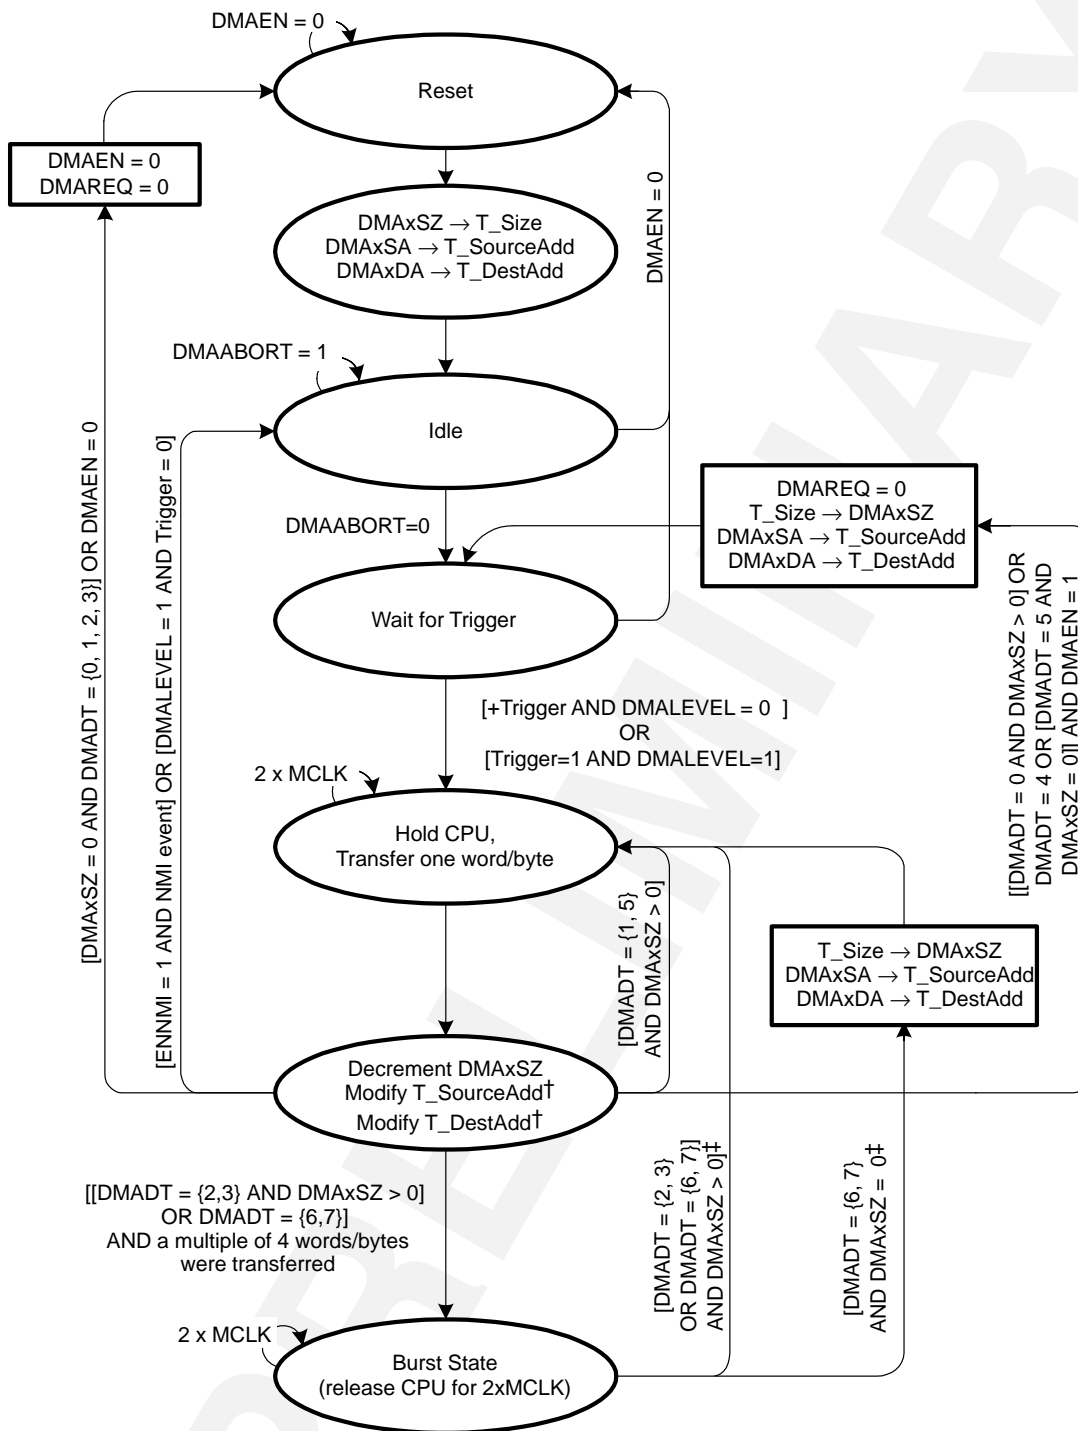 DMAEN = 0
Reset
DMAEN = 0
DMAREQ = 0
DMAxSZ → T_Size
DMAxSA → T_SourceAdd
DMAxDA → T_DestAdd
DMAEN = 0
DMAABORT = 1
Idle
DMAABORT=0
DMAREQ = 0
T_Size → DMAxSZ
DMAxSA → T_SourceAdd
DMAxDA → T_DestAdd
Wait for Trigger
[+Trigger AND DMALEVEL = 0 ]
OR
[Trigger=1 AND DMALEVEL=1]
[DMAxSZ = 0 AND DMADT = {0, 1, 2, 3}] OR DMAEN = 0
[ENNMI = 1 AND NMI event] OR [DMALEVEL = 1 AND Trigger = 0]
[[DMADT = 0 AND DMAxSZ > 0] OR
DMADT = 4 OR [DMADT = 5 AND
DMAxSZ = 0]] AND DMAEN = 1
2 x MCLK
Hold CPU,
Transfer one word/byte
[DMADT = {1, 5}
AND DMAxSZ > 0]
T_Size → DMAxSZ
DMAxSA → T_SourceAdd
DMAxDA → T_DestAdd
Decrement DMAxSZ
Modify T_SourceAdd†
Modify T_DestAdd†
[[DMADT = {2,3} AND DMAxSZ > 0]
OR DMADT = {6,7}]
AND a multiple of 4 words/bytes
were transferred
[DMADT = {2, 3}
OR DMADT = {6, 7}]
AND DMAxSZ > 0]‡
[DMADT = {6, 7}
AND DMAxSZ = 0‡
2 x MCLK
Burst State
(release CPU for 2xMCLK)
PRELIMINARY